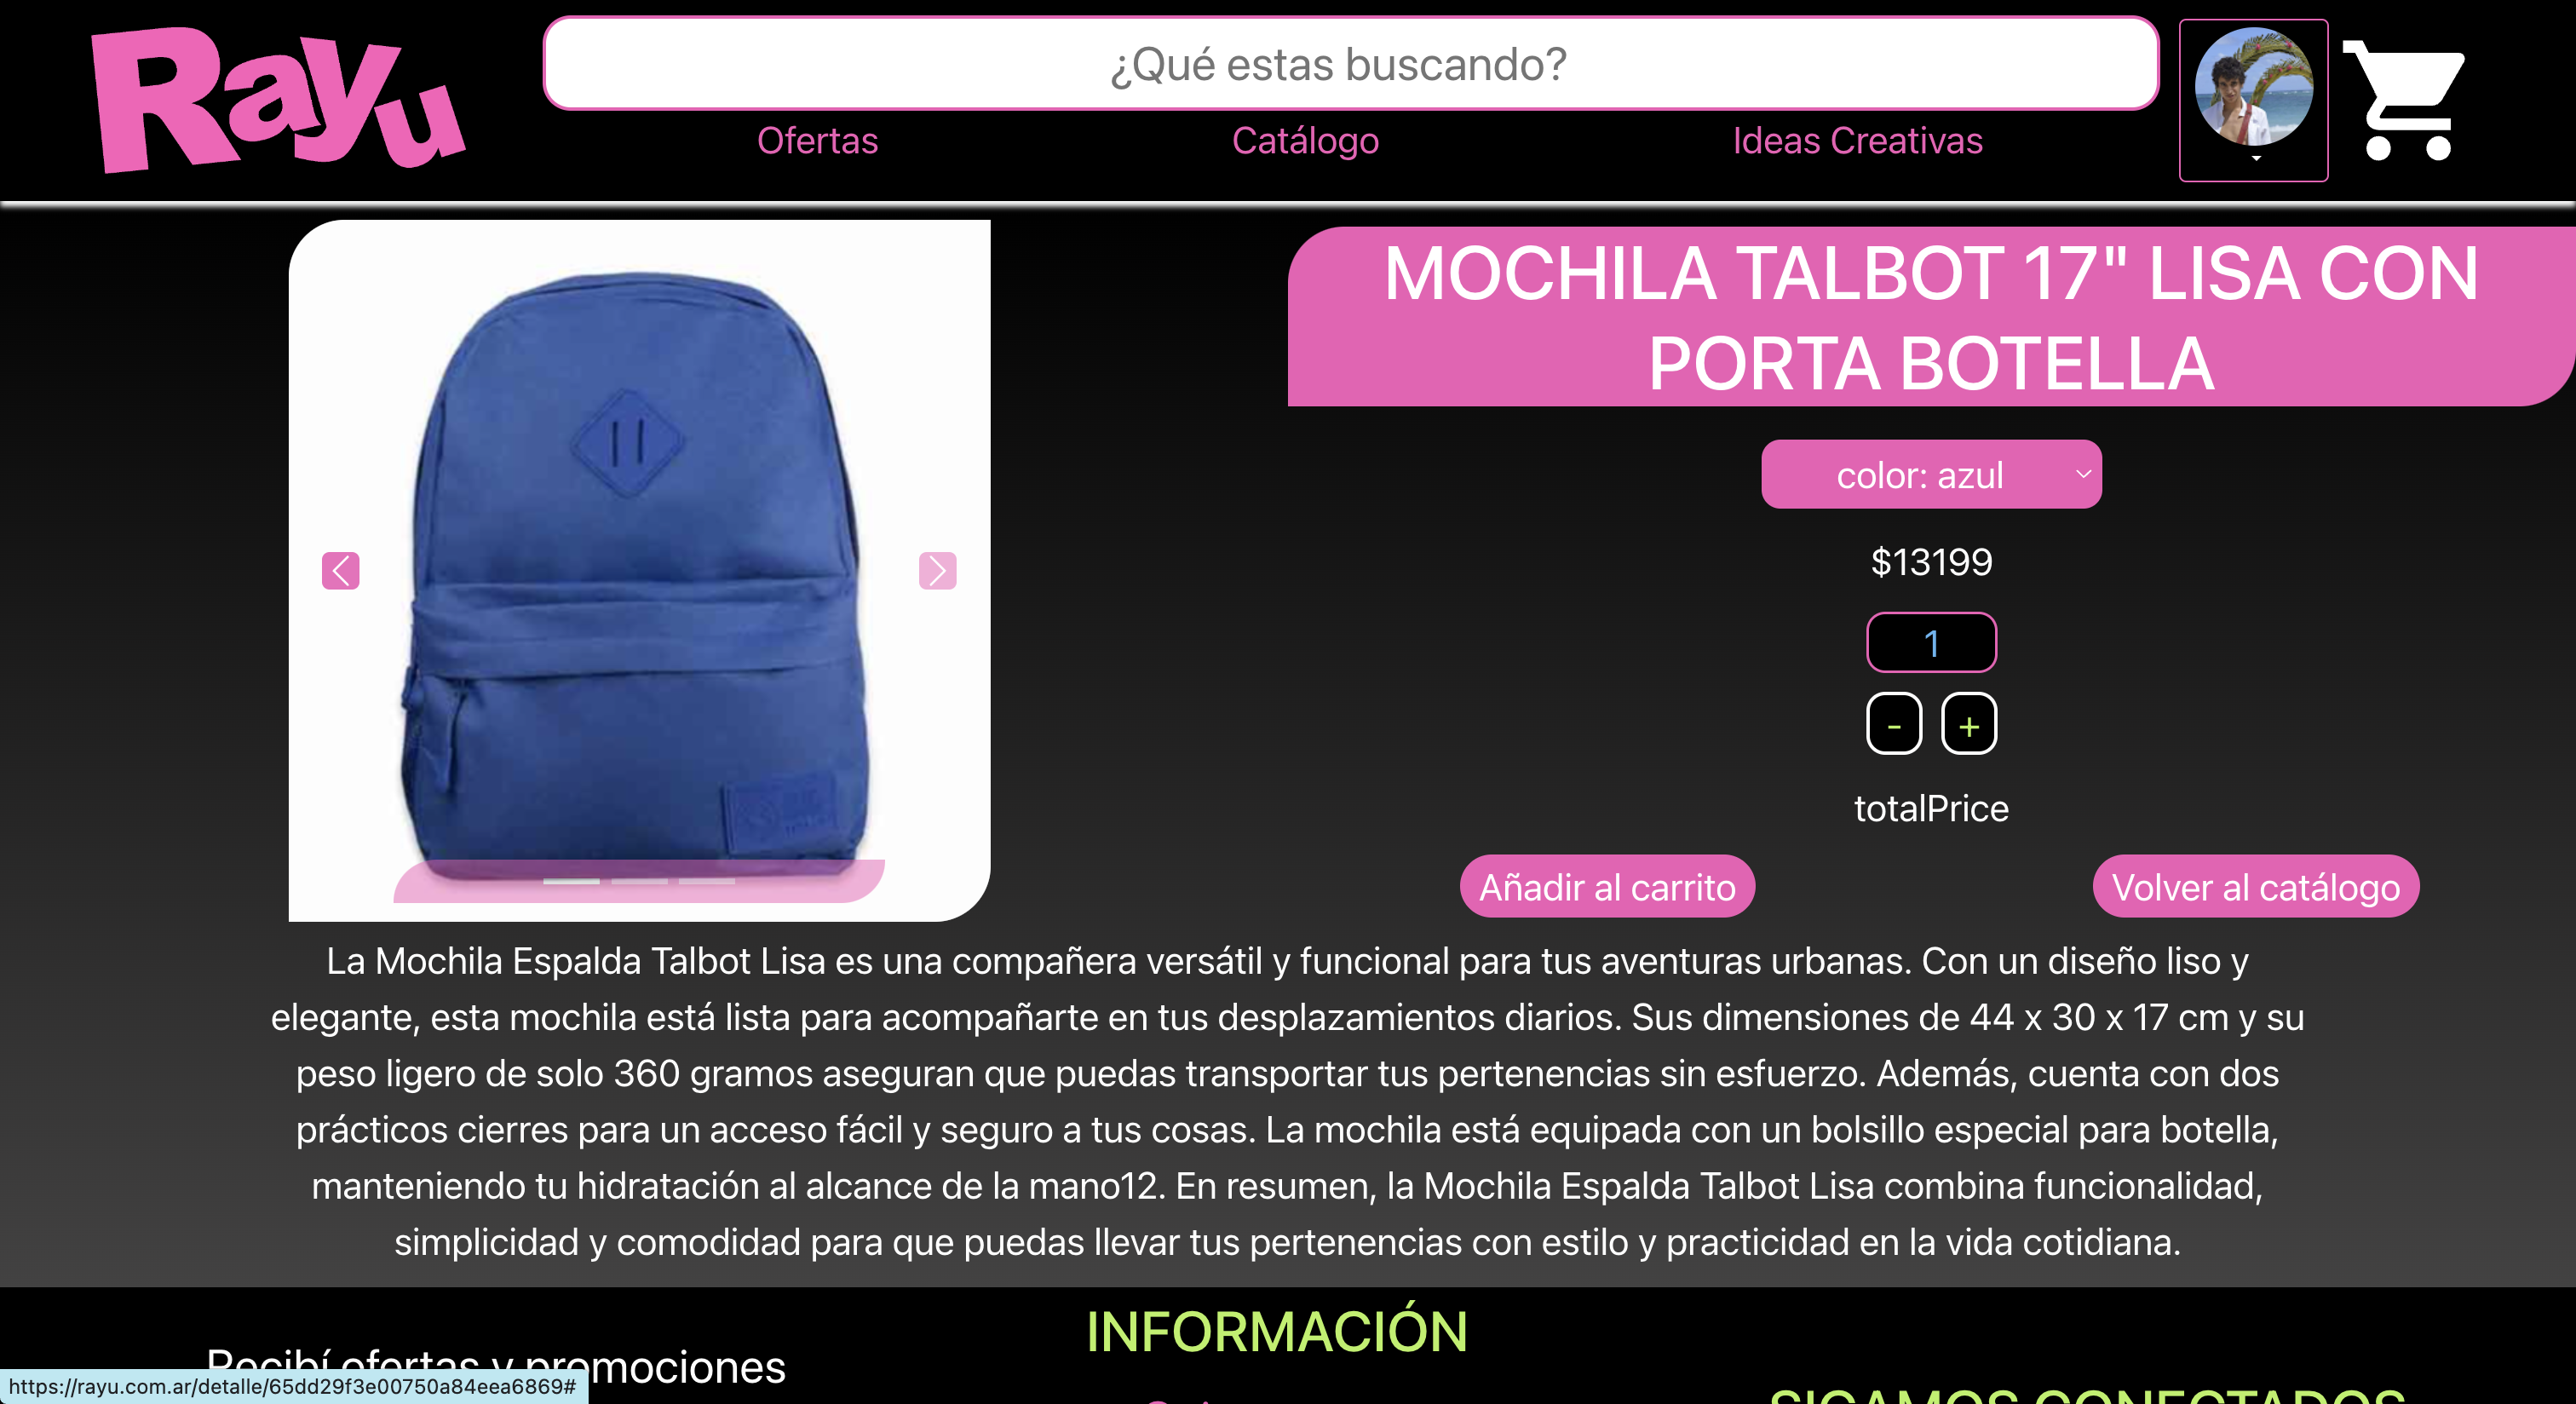 Rayu
¿Qué estas buscando?
Ofertas
Catálogo
Ideas Creativas
MOCHILA TALBOT 17" LISA CON
PORTA BOTELLA
color: azul
$13199
1
- +
totalPrice
Añadir al carrito
Volver al catálogo
La Mochila Espalda Talbot Lisa es una compañera versátil y funcional para tus aventuras urbanas. Con un diseño liso y
elegante, esta mochila está lista para acompañarte en tus desplazamientos diarios. Sus dimensiones de 44 x 30 x 17 cm y su
peso ligero de solo 360 gramos aseguran que puedas transportar tus pertenencias sin esfuerzo. Además, cuenta con dos
prácticos cierres para un acceso fácil y seguro a tus cosas. La mochila está equipada con un bolsillo especial para botella,
manteniendo tu hidratación al alcance de la mano12. En resumen, la Mochila Espalda Talbot Lisa combina funcionalidad,
simplicidad y comodidad para que puedas llevar tus pertenencias con estilo y practicidad en la vida cotidiana.
INFORMACIÓN
Recibí ofertas y promociones
SIGAMOS CONECTADOS
https://rayu.com.ar/detalle/65dd29f3e00750a84eea6869#